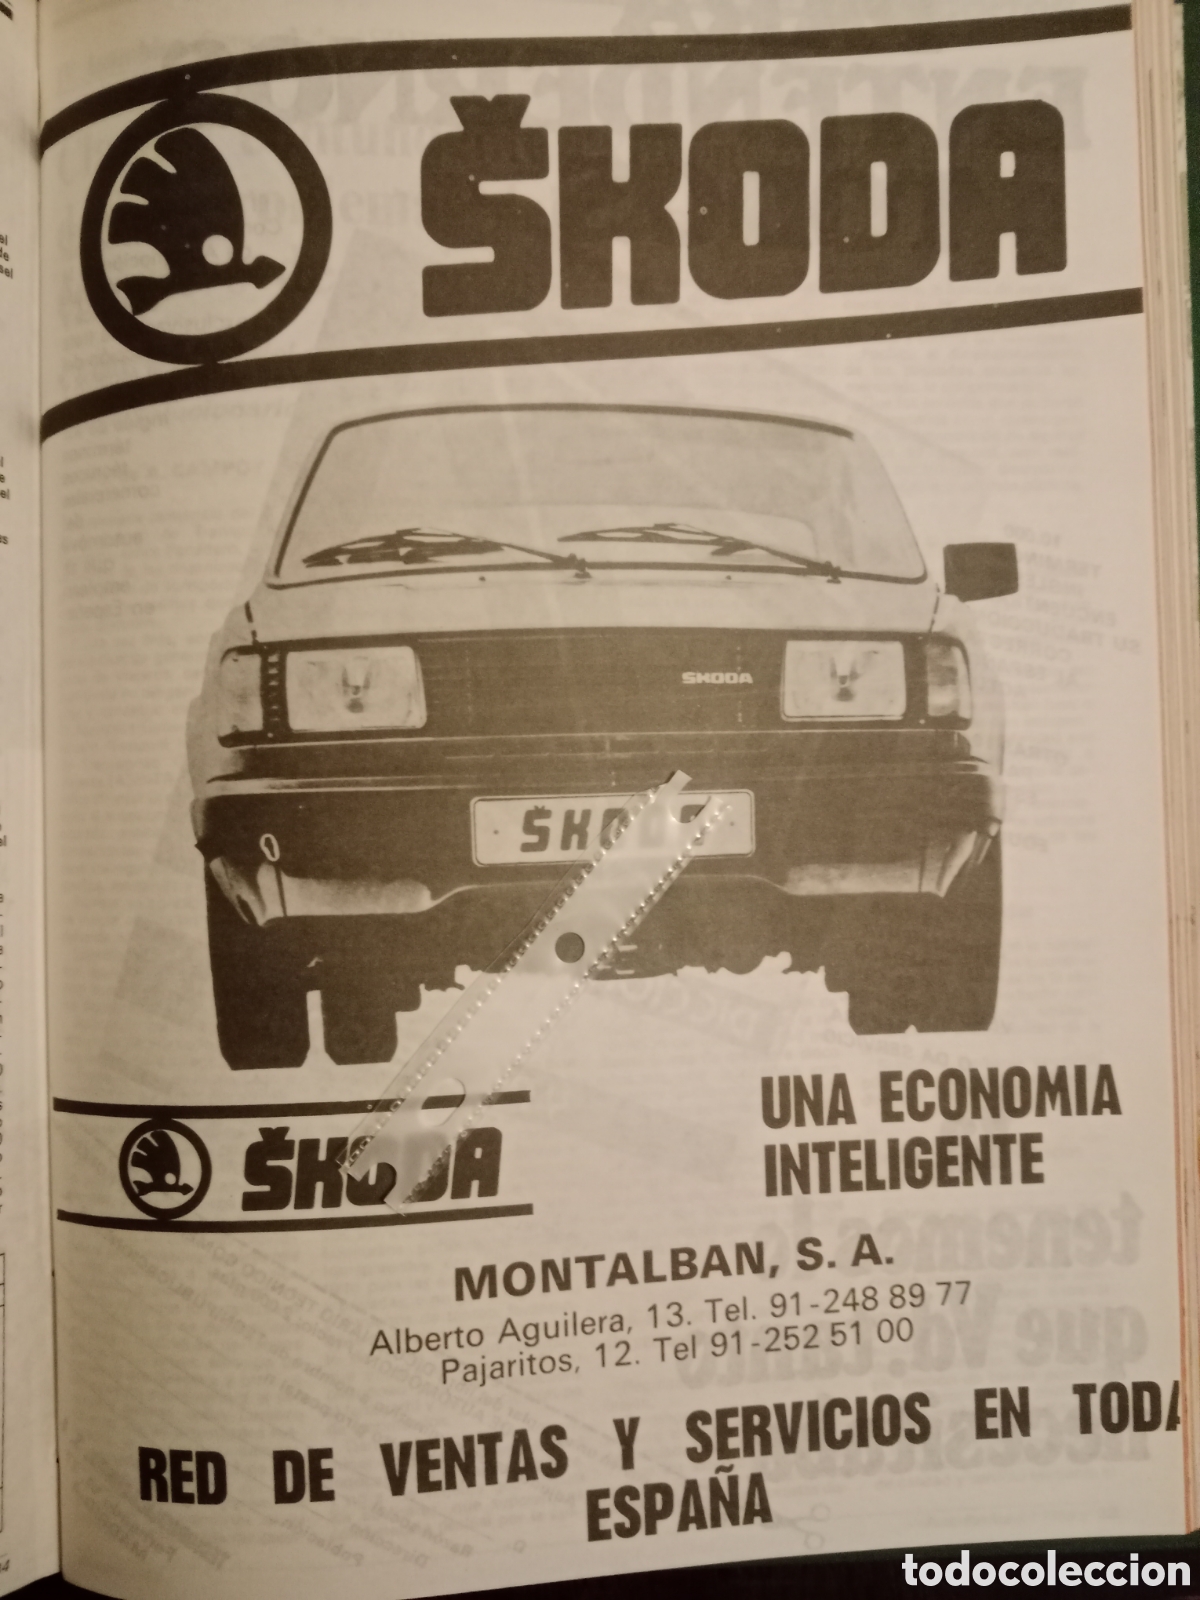 ŠKODA
SKODA
ŠKODA
UNA ECONOMIA
INTELIGENTE
MONTALBAN, S. A.
Alberto Aguilera, 13. Tel. 91-248 89 77
Pajaritos, 12. Tel 91-252 51 00
RED DE VENTAS Y SERVICIOS EN TODA
ESPAÑA
todocoleccion